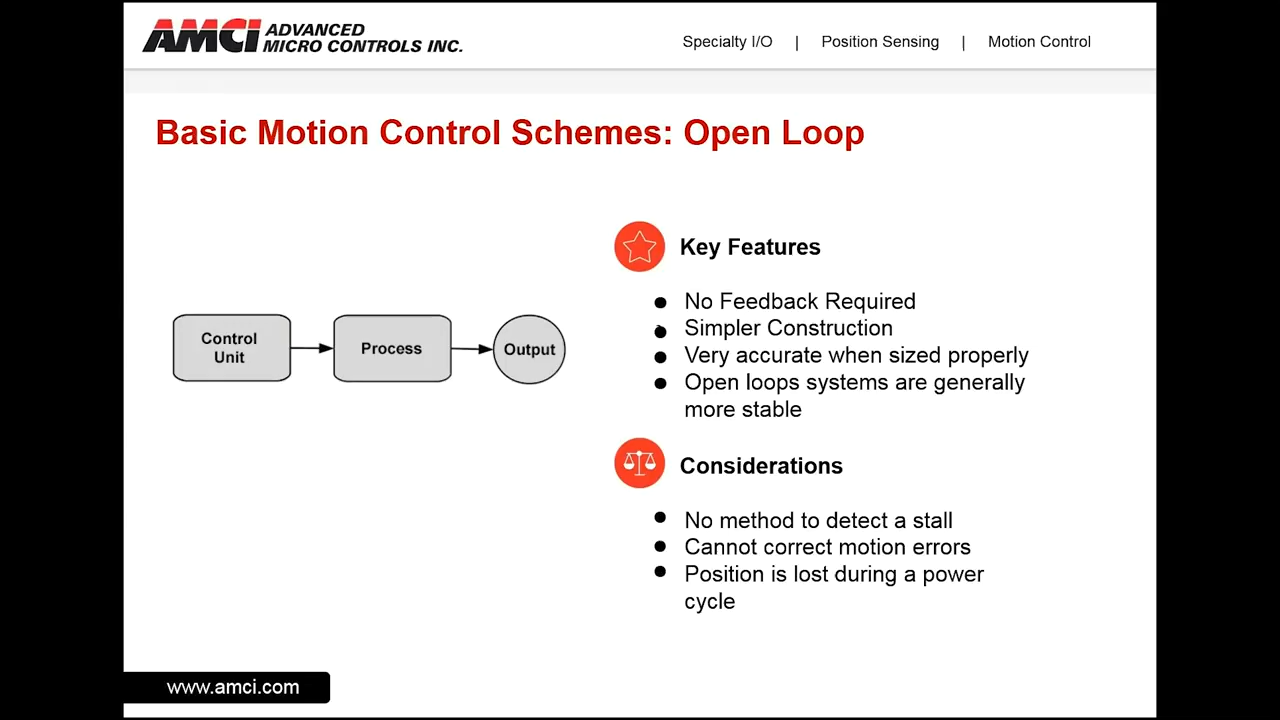 AMCI ADVANCED
MICRO CONTROLS INC.
Specialty I/O | Position Sensing | Motion Control
Basic Motion Control Schemes: Open Loop
Control
Unit
Process
Output
Key Features
● No Feedback Required
● Simpler Construction
● Very accurate when sized properly
● Open loops systems are generally
more stable
Considerations
● No method to detect a stall
● Cannot correct motion errors
● Position is lost during a power
cycle
www.amci.com